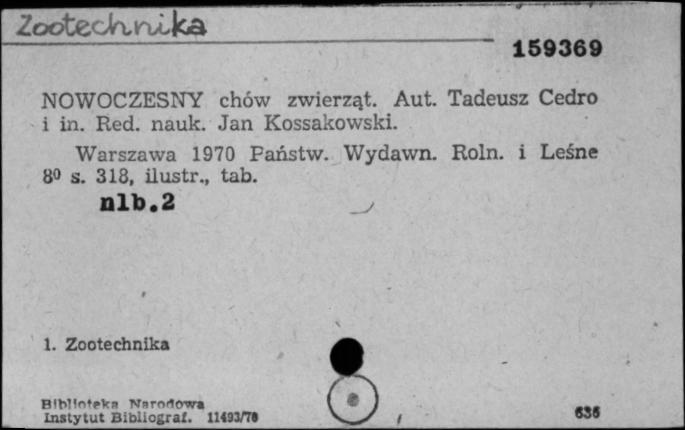 Zootechnika
159369
NOWOCZESNY chów zwierząt. Aut. Tadeusz Cedro
i in. Red. nauk. Jan Kossakowski.
Warszawa 1970 Państw. Wydawn. Roln. i Leśne
8⁰ s. 318, ilustr., tab.
nlb.2
1. Zootechnika
Biblioteka Narodowa
Instytut Bibliograf. 11493/70
636